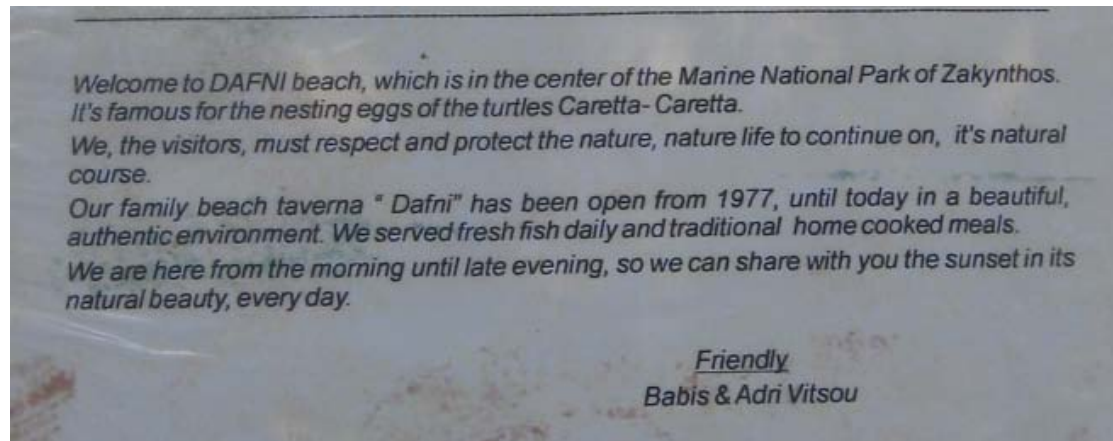 Welcome to DAFNI beach, which is in the center of the Marine National Park of Zakynthos.
It's famous for the nesting eggs of the turtles Caretta- Caretta.
We, the visitors, must respect and protect the nature, nature life to continue on, it's natural
course.
Our family beach taverna " Dafni" has been open from 1977, until today in a beautiful,
authentic environment. We served fresh fish daily and traditional home cooked meals.
We are here from the morning until late evening, so we can share with you the sunset in its
natural beauty, every day.
Friendly
Babis & Adri Vitsou